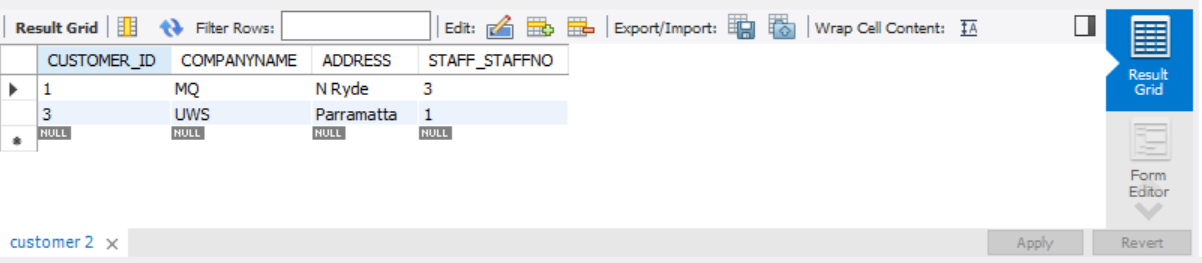 Result Grid Filter Rows: Edit: Export/Import: Wrap Cell Content: IA
CUSTOMER_ID COMPANYNAME ADDRESS STAFF_STAFFNO
1 MQ N Ryde 3
3 UWS Parramatta 1
NULL NULL NULL NULL
Result
Grid
Form
Editor
customer 2 Apply Revert